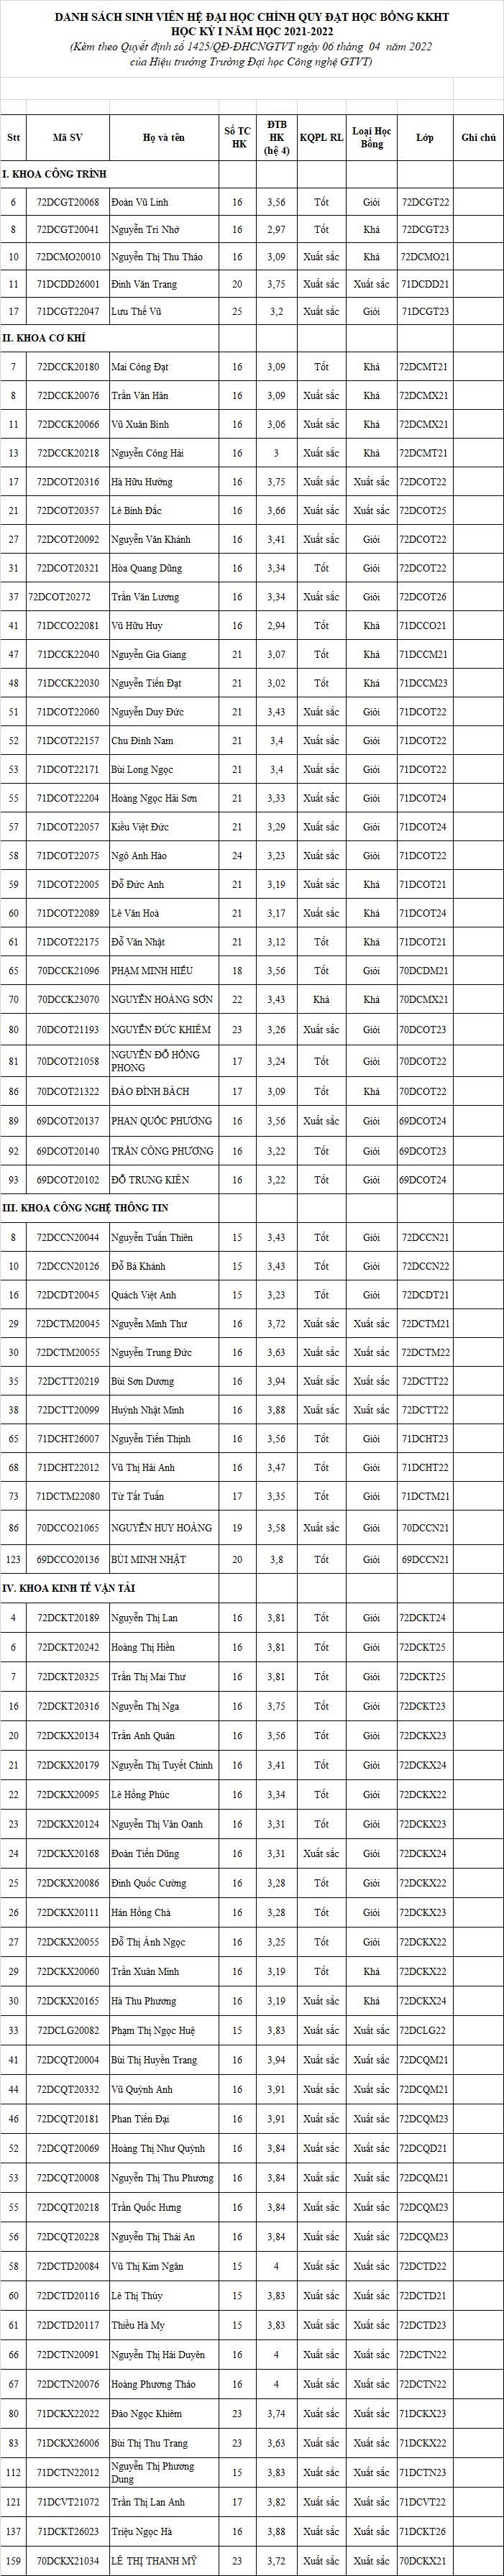 DANH SÁCH SINH VIÊN HỆ ĐẠI HỌC CHÍNH QUY ĐẠT HỌC BỔNG KKHT
HỌC KỲ I NĂM HỌC 2021-2022
(Kèm theo Quyết định số 1425/QĐ-ĐHCNGTVT ngày 06 tháng 04 năm 2022
của Hiệu trưởng Trường Đại học Công nghệ GTVT)
Stt Mã SV Họ và tên Số TC HK ĐTB HK (hệ 4) KQPL RL Loại Học Bổng Lớp Ghi chú
I. KHOA CÔNG TRÌNH
6 72DCGT20068 Đoàn Vũ Linh 16 3,56 Tốt Giỏi 72DCGT22
8 72DCGT20041 Nguyễn Trí Nhớ 16 2,97 Tốt Khá 72DCGT23
10 72DCMO20010 Nguyễn Thị Thu Thảo 16 3,09 Xuất sắc Khá 72DCMO21
11 71DCDD26001 Đinh Văn Trang 20 3,75 Xuất sắc Xuất sắc 71DCDD21
17 71DCGT22047 Lưu Thế Vũ 25 3,2 Xuất sắc Giỏi 71DCGT23
II. KHOA CƠ KHÍ
7 72DCCK20180 Mai Công Đạt 16 3,09 Tốt Khá 72DCMT21
8 72DCCK20076 Trần Văn Hân 16 3,09 Xuất sắc Khá 72DCMX21
11 72DCCK20066 Vũ Xuân Bình 16 3,06 Xuất sắc Khá 72DCMX21
13 72DCCK20218 Nguyễn Công Hải 16 3 Xuất sắc Khá 72DCMT21
17 72DCOT20316 Hà Hữu Hướng 16 3,75 Xuất sắc Xuất sắc 72DCOT22
21 72DCOT20357 Lê Bính Đắc 16 3,66 Xuất sắc Xuất sắc 72DCOT25
27 72DCOT20092 Nguyễn Văn Khánh 16 3,41 Xuất sắc Giỏi 72DCOT22
31 72DCOT20321 Hòa Quang Dũng 16 3,34 Tốt Giỏi 72DCOT22
37 72DCOT20272 Trần Văn Lương 16 3,34 Xuất sắc Giỏi 72DCOT26
41 71DCCO22081 Vũ Hữu Huy 16 2,94 Tốt Khá 71DCCO21
47 71DCCK22040 Nguyễn Gia Giang 21 3,07 Tốt Khá 71DCCM21
48 71DCCK22030 Nguyễn Tiến Đạt 21 3,02 Tốt Khá 71DCCM23
51 71DCOT22060 Nguyễn Duy Đức 21 3,43 Xuất sắc Giỏi 71DCOT22
52 71DCOT22157 Chu Đình Nam 21 3,4 Xuất sắc Giỏi 71DCOT22
53 71DCOT22171 Bùi Long Ngọc 21 3,4 Xuất sắc Giỏi 71DCOT22
55 71DCOT22204 Hoàng Ngọc Hải Sơn 21 3,33 Xuất sắc Giỏi 71DCOT24
57 71DCOT22057 Kiều Việt Đức 21 3,29 Xuất sắc Giỏi 71DCOT24
58 71DCOT22075 Ngô Anh Hào 24 3,23 Xuất sắc Giỏi 71DCOT22
59 71DCOT22005 Đỗ Đức Anh 21 3,19 Xuất sắc Khá 71DCOT21
60 71DCOT22089 Lê Văn Hoà 21 3,17 Xuất sắc Khá 71DCOT24
61 71DCOT22175 Đỗ Văn Nhật 21 3,12 Tốt Khá 71DCOT21
65 70DCCK21096 PHẠM MINH HIẾU 18 3,56 Tốt Giỏi 70DCDM21
70 70DCCK23070 NGUYỄN HOÀNG SƠN 22 3,43 Khá Khá 70DCMX21
80 70DCOT21193 NGUYỄN ĐỨC KHIÊM 23 3,26 Xuất sắc Giỏi 70DCOT23
81 70DCOT21058 NGUYỄN ĐỖ HỒNG PHONG 17 3,24 Tốt Giỏi 70DCOT22
86 70DCOT21322 ĐÀO ĐÌNH BÁCH 17 3,09 Tốt Khá 70DCOT22
89 69DCOT20137 PHAN QUỐC PHƯƠNG 16 3,56 Xuất sắc Giỏi 69DCOT24
92 69DCOT20140 TRẦN CÔNG PHƯƠNG 16 3,22 Tốt Giỏi 69DCOT23
93 69DCOT20102 ĐỖ TRUNG KIÊN 16 3,22 Tốt Giỏi 69DCOT24
III. KHOA CÔNG NGHỆ THÔNG TIN
8 72DCCN20044 Nguyễn Tuấn Thiên 15 3,43 Tốt Giỏi 72DCCN21
10 72DCCN20126 Đỗ Bá Khánh 15 3,43 Tốt Giỏi 72DCCN22
16 72DCDT20045 Quách Việt Anh 15 3,23 Tốt Giỏi 72DCDT21
29 72DCTM20045 Nguyễn Minh Thư 16 3,72 Xuất sắc Xuất sắc 72DCTM21
30 72DCTM20055 Nguyễn Trung Đức 16 3,63 Xuất sắc Xuất sắc 72DCTM22
35 72DCTT20219 Bùi Sơn Dương 16 3,94 Xuất sắc Xuất sắc 72DCTT22
38 72DCTT20099 Huỳnh Nhật Minh 16 3,88 Xuất sắc Xuất sắc 72DCTT22
65 71DCHT26007 Nguyễn Tiến Thịnh 16 3,56 Tốt Giỏi 71DCHT23
68 71DCHT22012 Vũ Thị Hải Anh 16 3,47 Tốt Giỏi 71DCHT22
73 71DCTM22080 Từ Tất Tuấn 17 3,35 Tốt Giỏi 71DCTM21
86 70DCCO21065 NGUYỄN HUY HOÀNG 19 3,58 Xuất sắc Giỏi 70DCCN21
123 69DCCO20136 BÙI MINH NHẬT 20 3,8 Tốt Giỏi 69DCCN21
IV. KHOA KINH TẾ VẬN TẢI
4 72DCKT20189 Nguyễn Thị Lan 16 3,81 Tốt Giỏi 72DCKT24
6 72DCKT20242 Hoàng Thị Hiền 16 3,81 Tốt Giỏi 72DCKT25
7 72DCKT20325 Trần Thị Mai Thư 16 3,81 Tốt Giỏi 72DCKT25
16 72DCKT20316 Nguyễn Thị Nga 16 3,75 Tốt Giỏi 72DCKT23
20 72DCKX20134 Trần Anh Quân 16 3,56 Tốt Giỏi 72DCKX23
21 72DCKX20179 Nguyễn Thị Tuyết Chinh 16 3,41 Tốt Giỏi 72DCKX24
22 72DCKX20095 Lê Hồng Phúc 16 3,34 Tốt Giỏi 72DCKX22
23 72DCKX20124 Nguyễn Thị Vân Oanh 16 3,31 Tốt Giỏi 72DCKX23
24 72DCKX20168 Đoàn Tiến Dũng 16 3,31 Xuất sắc Giỏi 72DCKX24
25 72DCKX20086 Đinh Quốc Cường 16 3,28 Tốt Giỏi 72DCKX22
26 72DCKX20111 Hán Hồng Chà 16 3,28 Tốt Giỏi 72DCKX23
27 72DCKX20055 Đỗ Thị Ánh Ngọc 16 3,25 Tốt Giỏi 72DCKX22
29 72DCKX20060 Trần Xuân Minh 16 3,19 Tốt Khá 72DCKX22
30 72DCKX20165 Hà Thu Phương 16 3,19 Xuất sắc Khá 72DCKX24
33 72DCLG20082 Phạm Thị Ngọc Huệ 15 3,83 Xuất sắc Xuất sắc 72DCLG22
41 72DCQT20004 Bùi Thị Huyền Trang 16 3,94 Xuất sắc Xuất sắc 72DCQM21
44 72DCQT20332 Vũ Quỳnh Anh 16 3,91 Xuất sắc Xuất sắc 72DCQM21
46 72DCQT20181 Phan Tiến Đại 16 3,91 Xuất sắc Xuất sắc 72DCQM23
52 72DCQT20069 Hoàng Thị Như Quỳnh 16 3,84 Xuất sắc Xuất sắc 72DCQD21
53 72DCQT20008 Nguyễn Thị Thu Phương 16 3,84 Xuất sắc Xuất sắc 72DCQM21
55 72DCQT20218 Trần Quốc Hưng 16 3,84 Xuất sắc Xuất sắc 72DCQM23
56 72DCQT20228 Nguyễn Thị Thái An 16 3,84 Xuất sắc Xuất sắc 72DCQM23
58 72DCTD20084 Vũ Thị Kim Ngân 15 4 Xuất sắc Xuất sắc 72DCTD22
60 72DCTD20116 Lê Thị Thúy 15 3,83 Xuất sắc Xuất sắc 72DCTD21
61 72DCTD20117 Thiều Hà My 15 3,83 Xuất sắc Xuất sắc 72DCTD23
66 72DCTN20091 Nguyễn Thị Hải Duyên 16 4 Xuất sắc Xuất sắc 72DCTN22
67 72DCTN20076 Hoàng Phương Thảo 16 4 Xuất sắc Xuất sắc 72DCTN22
80 71DCKX22022 Đào Ngọc Khiêm 23 3,74 Xuất sắc Xuất sắc 71DCKX23
83 71DCKX26006 Bùi Thị Thu Trang 23 3,63 Xuất sắc Xuất sắc 71DCKX22
112 71DCTN22012 Nguyễn Thị Phương Dung 15 3,83 Xuất sắc Xuất sắc 71DCTN23
121 71DCVT21072 Trần Thị Lan Anh 17 3,82 Xuất sắc Xuất sắc 71DCVT22
137 71DCKT26023 Triệu Ngọc Hà 16 3,88 Xuất sắc Xuất sắc 71DCKT26
159 70DCKX21034 LÊ THỊ THANH MỸ 23 3,72 Xuất sắc Xuất sắc 70DCKX21